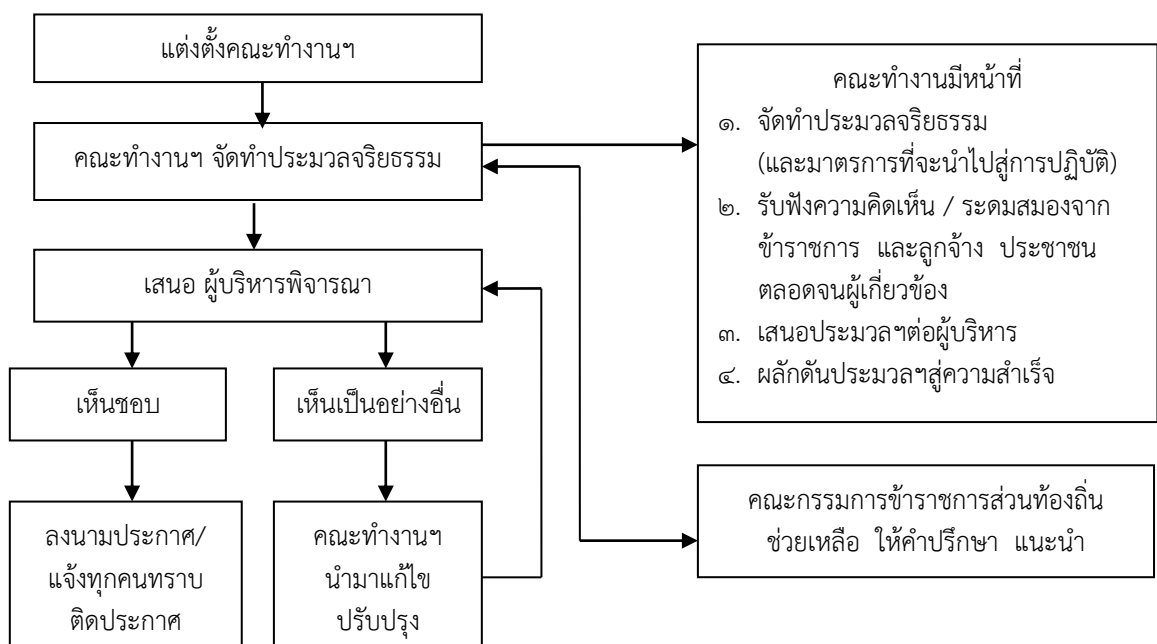 แต่งตั้งคณะทำงานฯ
คณะทำงานฯ จัดทำประมวลจริยธรรม
เสนอ ผู้บริหารพิจารณา
เห็นชอบ
เห็นเป็นอย่างอื่น
ลงนามประกาศ/
แจ้งทุกคนทราบ
ติดประกาศ
คณะทำงานฯ
นำมาแก้ไข
ปรับปรุง
คณะทำงานมีหน้าที่
๑. จัดทำประมวลจริยธรรม
(และมาตรการที่จะนำไปสู่การปฏิบัติ)
๒. รับฟังความคิดเห็น / ระดมสมองจาก
ข้าราชการ และลูกจ้าง ประชาชน
ตลอดจนผู้เกี่ยวข้อง
๓. เสนอประมวลฯต่อผู้บริหาร
๔. ผลักดันประมวลฯสู่ความสำเร็จ
คณะกรรมการข้าราชการส่วนท้องถิ่น
ช่วยเหลือ ให้คำปรึกษา แนะนำ